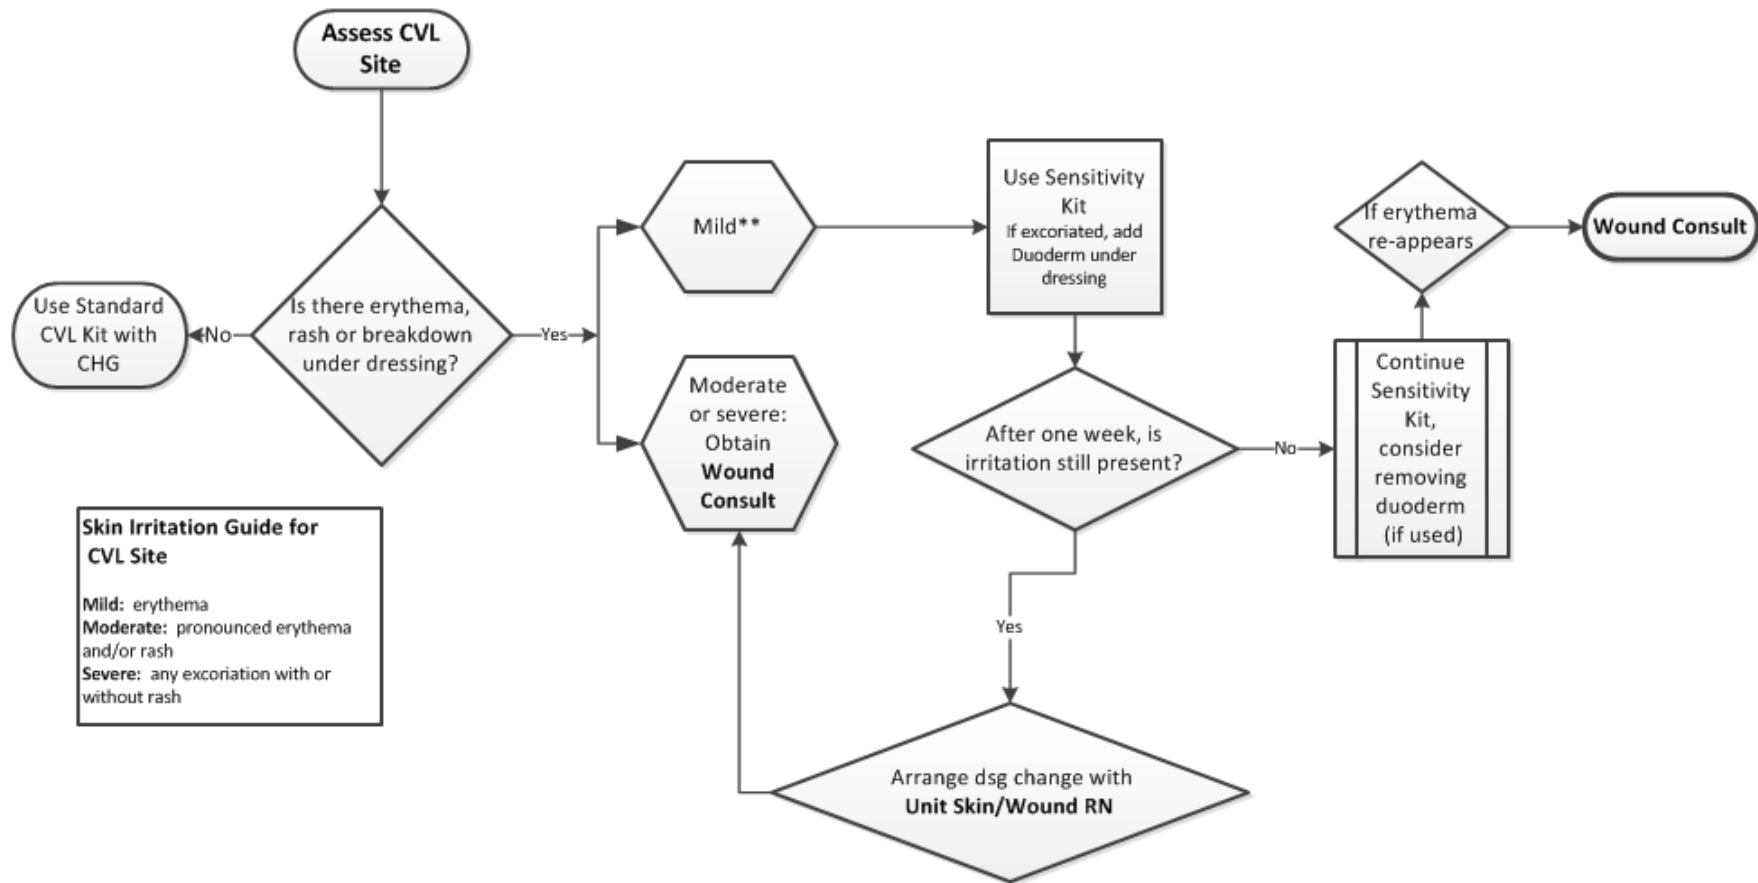 Assess CVL
Site
Use Standard
CVL Kit with
CHG
No
Is there erythema,
rash or breakdown
under dressing?
Yes
Mild**
Moderate
or severe:
Obtain
Wound
Consult
Use Sensitivity
Kit
If excoriated, add
Duoderm under
dressing
After one week, is
irritation still present?
No
Continue
Sensitivity
Kit,
consider
removing
duoderm
(if used)
If erythema
re-appears
Wound Consult
Yes
Arrange dsg change with
Unit Skin/Wound RN
Skin Irritation Guide for
CVL Site
Mild: erythema
Moderate: pronounced erythema
and/or rash
Severe: any excoriation with or
without rash